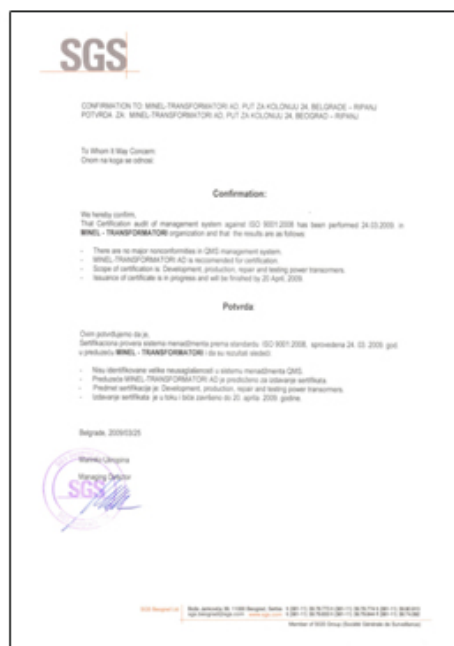 SGS
CONFIRMATION TO: MINEL-TRANSFORMATORI AD, PUT ZA KOLONIJU 24, BELGRADE – RIPANJ
POTVRDA ZA: MINEL-TRANSFORMATORI AD, PUT ZA KOLONIJU 24, BEOGRAD – RIPANJ
To Whom It May Concern:
Onom na koga se odnosi:
Confirmation:
We hereby confirm,
That Certification audit of management system against ISO 9001:2008 has been performed 24.03.2009. in
MINEL - TRANSFORMATORI organization and that the results are as follows:
- There are no major nonconformities in QMS management system.
- MINEL-TRANSFORMATORI AD is reccomended for certification.
- Scope of certification is: Development, production, repair and testing power transormers.
- Issuance of certificate is in progress and will be finished by 20 April, 2009.
Potvrda:
Ovim potvrđujemo da je,
Sertifikaciona provera sistema menadžmenta prema standardu ISO 9001:2008, sprovedena 24. 03. 2009. god.
u preduzeću MINEL - TRANSFORMATORI i da su rezultati sledeći:
- Nisu identifikovane velike neusaglašenosti u sistemu menadžmenta QMS.
- Preduzeće MINEL-TRANSFORMATORI AD je predloženo za izdavanje sertifikata.
- Predmet sertifikacije je: Development, production, repair and testing power transormers.
- Izdavanje sertifikata je u toku i biće završeno do 20. aprila 2009. godine.
Belgrade, 2009/03/25
Managing Director
SGS
SGS Beograd Ltd
Member of SGS Group (Société Générale de Surveillance)